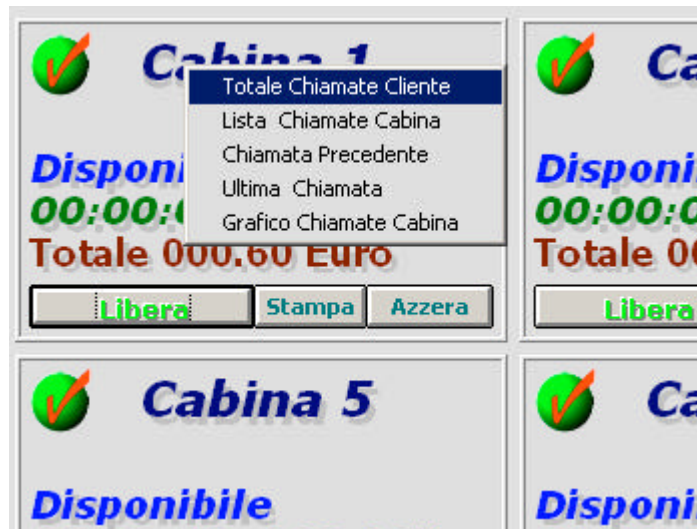 Cabina 1
Totale Chiamate Cliente
Lista Chiamate Cabina
Chiamata Precedente
Ultima Chiamata
Grafico Chiamate Cabina
Totale 000.60 Euro
Libera Stampa Azzera
Totale
Libera
Cabina 5
Disponibile